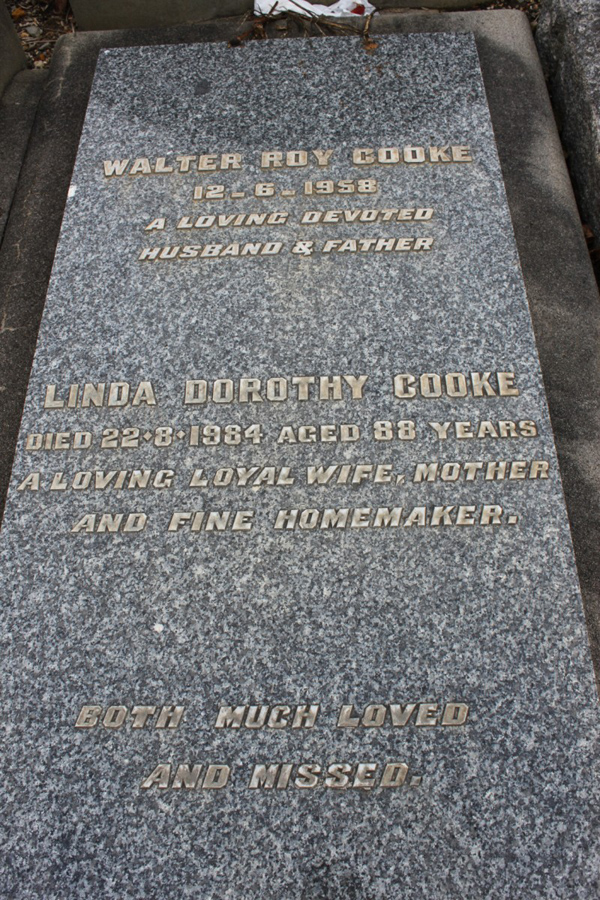 WALTER ROY COOKE
12-6-1958
A LOVING DEVOTED
HUSBAND & FATHER
LINDA DOROTHY COOKE
DIED 22·8·1984 AGED 88 YEARS
A LOVING LOYAL WIFE, MOTHER
AND FINE HOMEMAKER.
BOTH MUCH LOVED
AND MISSED.